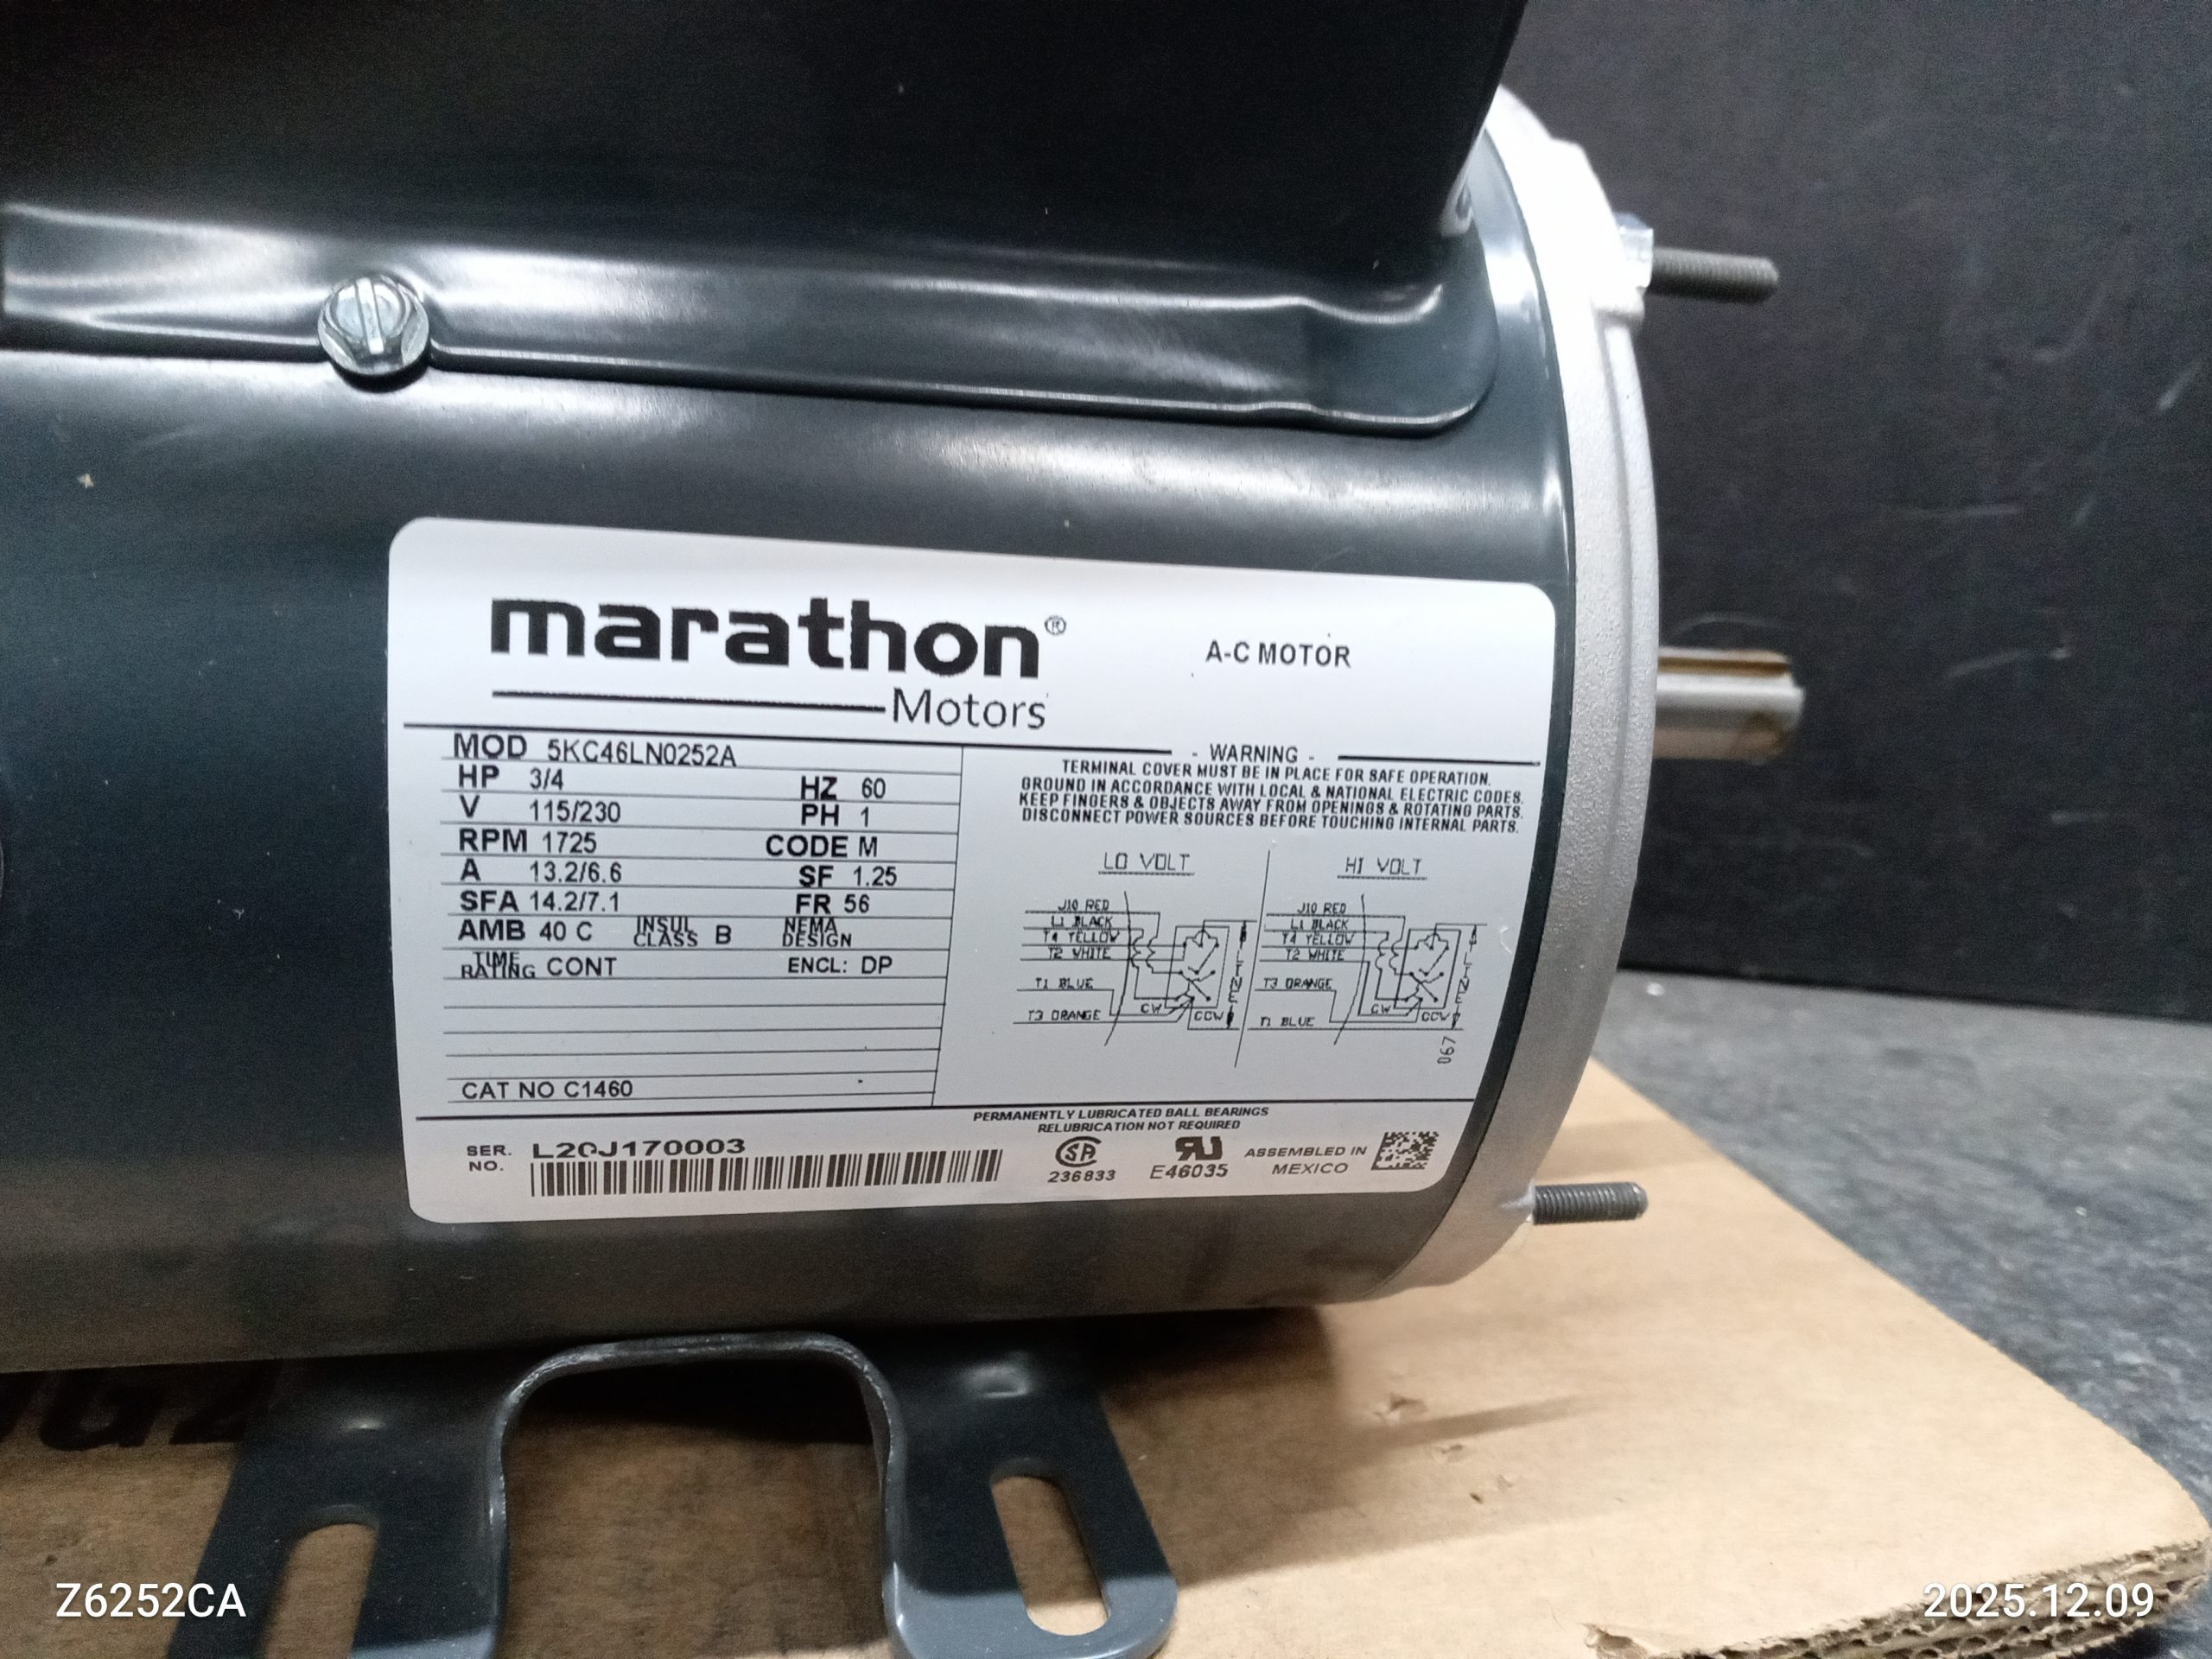 marathon®
Motors
A-C MOTOR
MOD 5KC46LN0252A
HP 3/4 HZ 60
V 115/230 PH 1
RPM 1725 CODE M
A 13.2/6.6 SF 1.25
SFA 14.2/7.1 FR 56
AMB 40 C INSUL CLASS B NEMA DESIGN
TIME RATING CONT ENCL: DP
CAT NO C1460
- WARNING -
TERMINAL COVER MUST BE IN PLACE FOR SAFE OPERATION.
GROUND IN ACCORDANCE WITH LOCAL & NATIONAL ELECTRIC CODES.
KEEP FINGERS & OBJECTS AWAY FROM OPENINGS & ROTATING PARTS.
DISCONNECT POWER SOURCES BEFORE TOUCHING INTERNAL PARTS.
LO VOLT
J10 RED
L1 BLACK
T4 YELLOW
T2 WHITE
T1 BLUE
T3 ORANGE
CW
CCW
LINE
HI VOLT
J10 RED
L1 BLACK
T4 YELLOW
T2 WHITE
T3 ORANGE
T1 BLUE
CW
CCW
LINE
067
PERMANENTLY LUBRICATED BALL BEARINGS
RELUBRICATION NOT REQUIRED
SER. NO. L20J170003
SA
236833
RU
E46035
ASSEMBLED IN
MEXICO
Z6252CA
2025.12.09